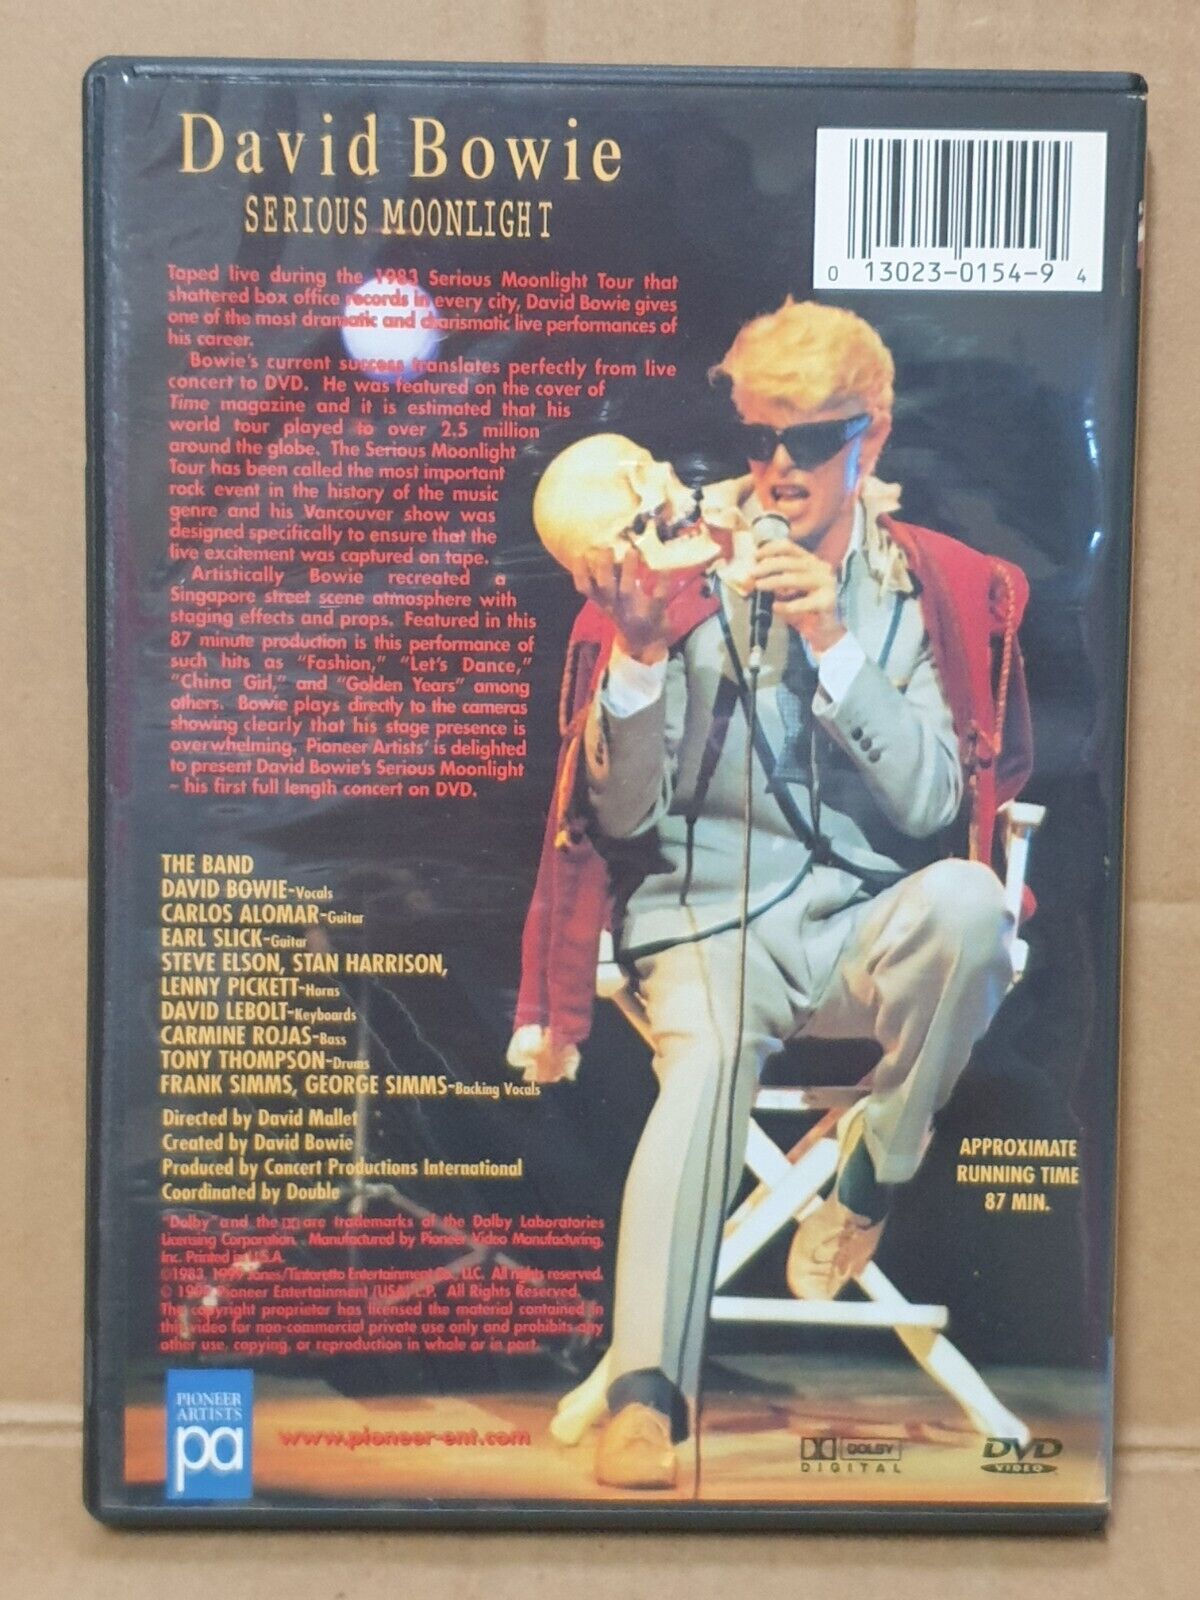 David Bowie
SERIOUS MOONLIGHT
0 13023-0154-9 4
Taped live during the 1983 Serious Moonlight Tour that
shattered box office records in every city, David Bowie gives
one of the most dramatic and charismatic live performances of
his career.
Bowie's current success translates perfectly from live
concert to DVD. He was featured on the cover of
Time magazine and it is estimated that his
world tour played to over 2.5 million
around the globe. The Serious Moonlight
Tour has been called the most important
rock event in the history of the music
genre and his Vancouver show was
designed specifically to ensure that the
live excitement was captured on tape.
Artistically Bowie recreated a
Singapore street scene atmosphere with
staging effects and props. Featured in this
87 minute production is this performance of
such hits as "Fashion," "Let's Dance,"
"China Girl," and "Golden Years" among
others. Bowie plays directly to the cameras
showing clearly that his stage presence is
overwhelming. Pioneer Artists' is delighted
to present David Bowie's Serious Moonlight
~ his first full length concert on DVD.
THE BAND
DAVID BOWIE-Vocals
CARLOS ALOMAR-Guitar
EARL SLICK-Guitar
STEVE ELSON, STAN HARRISON,
LENNY PICKETT-Horns
DAVID LEBOLT-Keyboards
CARMINE ROJAS-Bass
TONY THOMPSON-Drums
FRANK SIMMS, GEORGE SIMMS-Backing Vocals
Directed by David Mallet
Created by David Bowie
Produced by Concert Productions International
Coordinated by Double
APPROXIMATE
RUNNING TIME
87 MIN.
"Dolby" and the are trademarks of the Dolby Laboratories
Licensing Corporation. Manufactured by Pioneer Video Manufacturing,
Inc. Printed in U.S.A.
©1983, 1999 Jones/Tintoretto Entertainment Co., LLC. All rights reserved.
© 1999 Pioneer Entertainment (USA) L.P. All Rights Reserved.
The copyright proprietor has licensed the material contained in
this video for non-commercial private use only and prohibits any
other use, copying, or reproduction in whole or in part.
PIONEER
ARTISTS
pa
www.pioneer-ent.com
DOLBY
DIGITAL
DVD
VIDEO